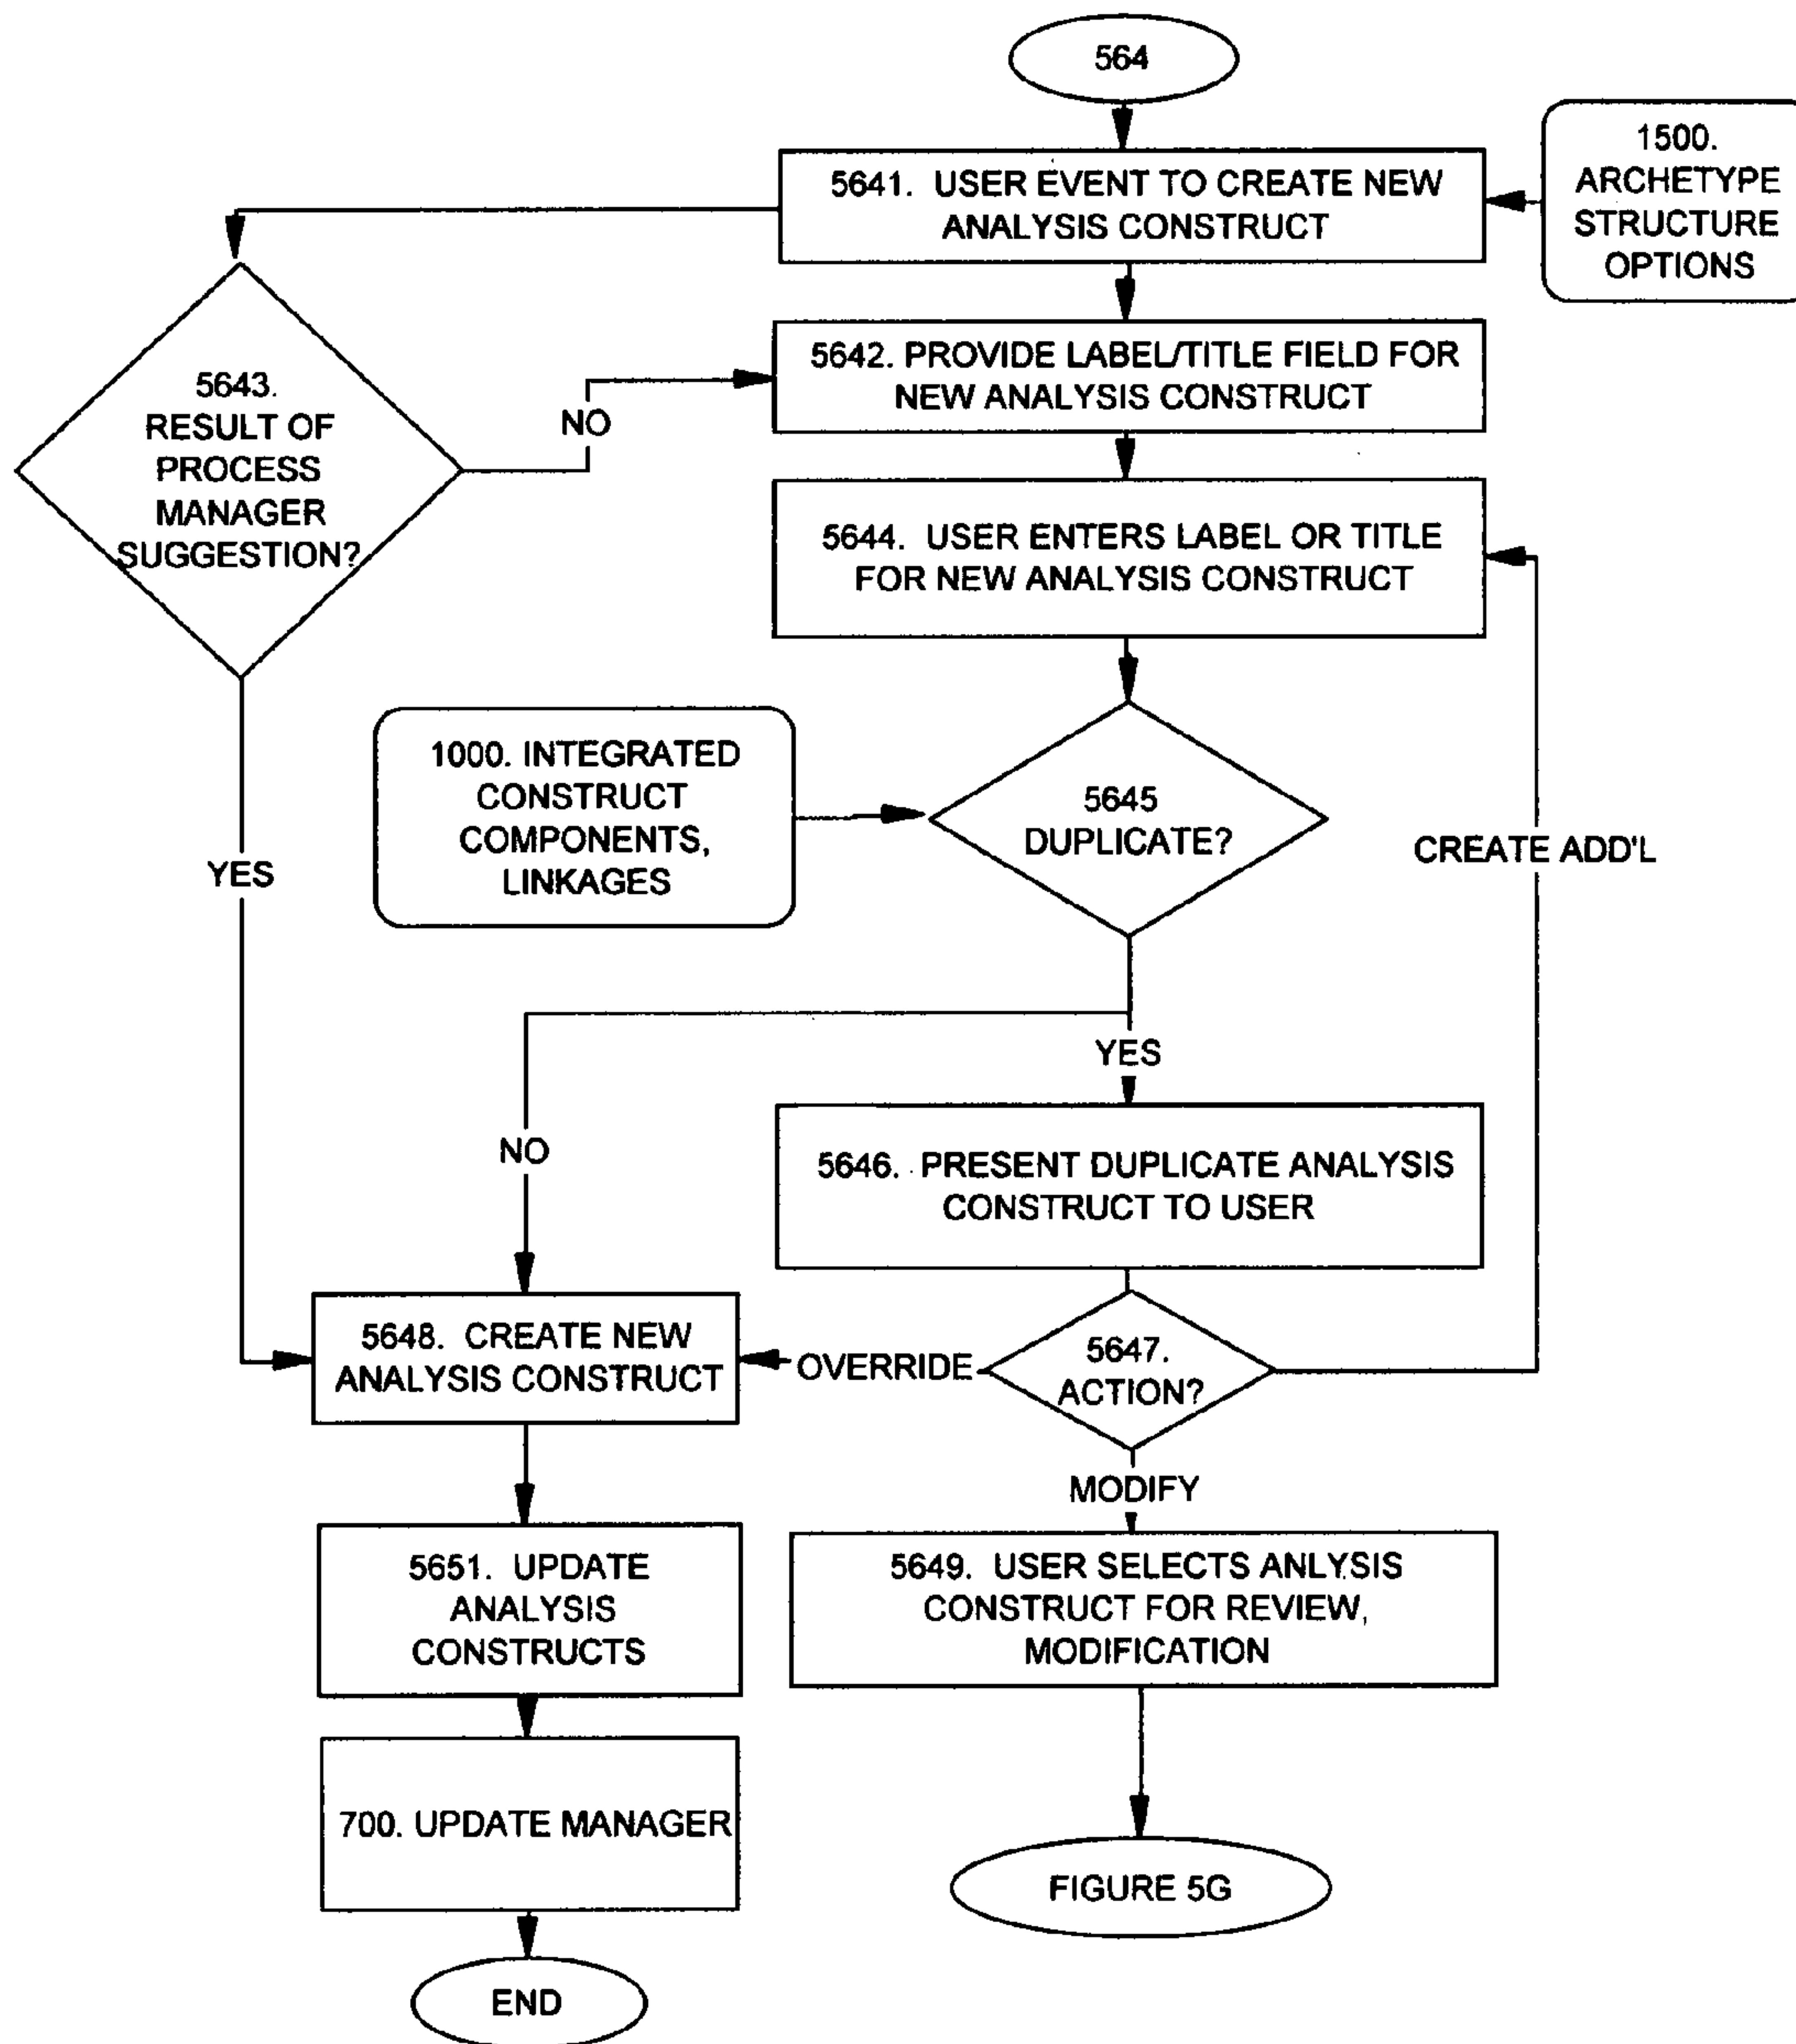 564
1500.
ARCHETYPE
STRUCTURE
OPTIONS
5641. USER EVENT TO CREATE NEW
ANALYSIS CONSTRUCT
5642. PROVIDE LABEL/TITLE FIELD FOR
NEW ANALYSIS CONSTRUCT
5643.
RESULT OF
PROCESS
MANAGER
SUGGESTION?
NO
5644. USER ENTERS LABEL OR TITLE
FOR NEW ANALYSIS CONSTRUCT
1000. INTEGRATED
CONSTRUCT
COMPONENTS,
LINKAGES
5645
DUPLICATE?
CREATE ADD'L
YES
YES
NO
5646. PRESENT DUPLICATE ANALYSIS
CONSTRUCT TO USER
5648. CREATE NEW
ANALYSIS CONSTRUCT
OVERRIDE
5647.
ACTION?
MODIFY
5651. UPDATE
ANALYSIS
CONSTRUCTS
5649. USER SELECTS ANLYSIS
CONSTRUCT FOR REVIEW,
MODIFICATION
700. UPDATE MANAGER
FIGURE 5G
END